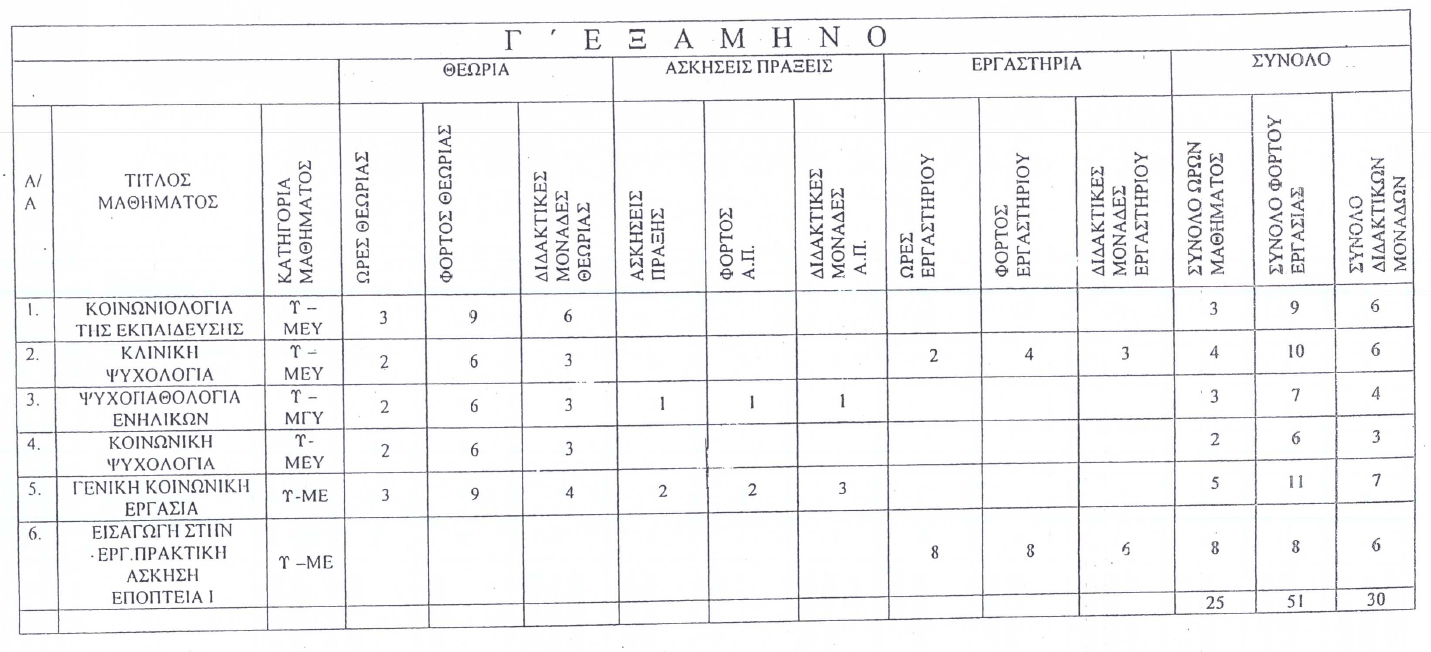 Γ ΄ Ε Ξ Α Μ Η Ν Ο
ΘΕΩΡΙΑ ΑΣΚΗΣΕΙΣ ΠΡΑΞΕΙΣ ΕΡΓΑΣΤΗΡΙΑ ΣΥΝΟΛΟ
Α/
Α
ΤΙΤΛΟΣ
ΜΑΘΗΜΑΤΟΣ
ΚΑΤΗΓΟΡΙΑ
ΜΑΘΗΜΑΤΟΣ
ΩΡΕΣ ΘΕΩΡΙΑΣ
ΦΟΡΤΟΣ ΘΕΩΡΙΑΣ
ΔΙΔΑΚΤΙΚΕΣ
ΜΟΝΑΔΕΣ
ΘΕΩΡΙΑΣ
ΑΣΚΗΣΕΙΣ
ΠΡΑΞΗΣ
ΦΟΡΤΟΣ
Α.Π.
ΔΙΔΑΚΤΙΚΕΣ
ΜΟΝΑΔΕΣ
Α.Π.
ΩΡΕΣ
ΕΡΓΑΣΤΗΡΙΟΥ
ΦΟΡΤΟΣ
ΕΡΓΑΣΤΗΡΙΟΥ
ΔΙΔΑΚΤΙΚΕΣ
ΜΟΝΑΔΕΣ
ΕΡΓΑΣΤΗΡΙΟΥ
ΣΥΝΟΛΟ ΩΡΩΝ
ΜΑΘΗΜΑΤΟΣ
ΣΥΝΟΛΟ ΦΟΡΤΟΥ
ΕΡΓΑΣΙΑΣ
ΣΥΝΟΛΟ
ΔΙΔΑΚΤΙΚΩΝ
ΜΟΝΑΔΩΝ
1. ΚΟΙΝΩΝΙΟΛΟΓΙΑ Υ –
ΤΗΣ ΕΚΠΑΙΔΕΥΣΗΣ ΜΕΥ 3 9 6 3 9 6
2. ΚΛΙΝΙΚΗ Υ –
ΨΥΧΟΛΟΓΙΑ ΜΕΥ 2 6 3 2 4 3 4 10 6
3. ΨΥΧΟΠΑΘΟΛΟΓΙΑ Υ –
ΕΝΗΛΙΚΩΝ ΜΓΥ 2 6 3 1 1 1 3 7 4
4. ΚΟΙΝΩΝΙΚΗ Υ-
ΨΥΧΟΛΟΓΙΑ ΜΕΥ 2 6 3 2 6 3
5. ΓΕΝΙΚΗ ΚΟΙΝΩΝΙΚΗ
ΕΡΓΑΣΙΑ Υ-ΜΕ 3 9 4 2 2 3 5 11 7
6. ΕΙΣΑΓΩΓΗ ΣΤΗΝ
ΕΡΓ.ΠΡΑΚΤΙΚΗ
ΑΣΚΗΣΗ Υ –ΜΕ 8 8 6 8 8 6
ΕΠΟΠΤΕΙΑ Ι
25 51 30